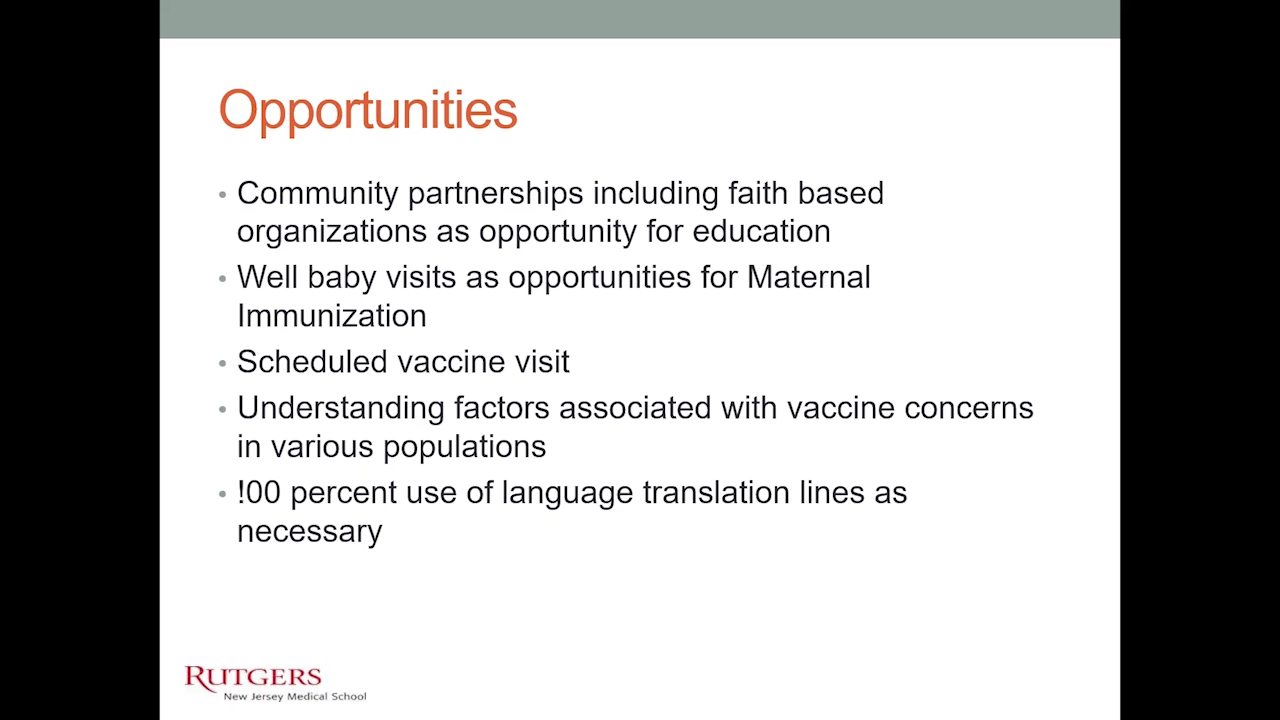 Opportunities
• Community partnerships including faith based
organizations as opportunity for education
• Well baby visits as opportunities for Maternal
Immunization
• Scheduled vaccine visit
• Understanding factors associated with vaccine concerns
in various populations
• !00 percent use of language translation lines as
necessary
RUTGERS
New Jersey Medical School